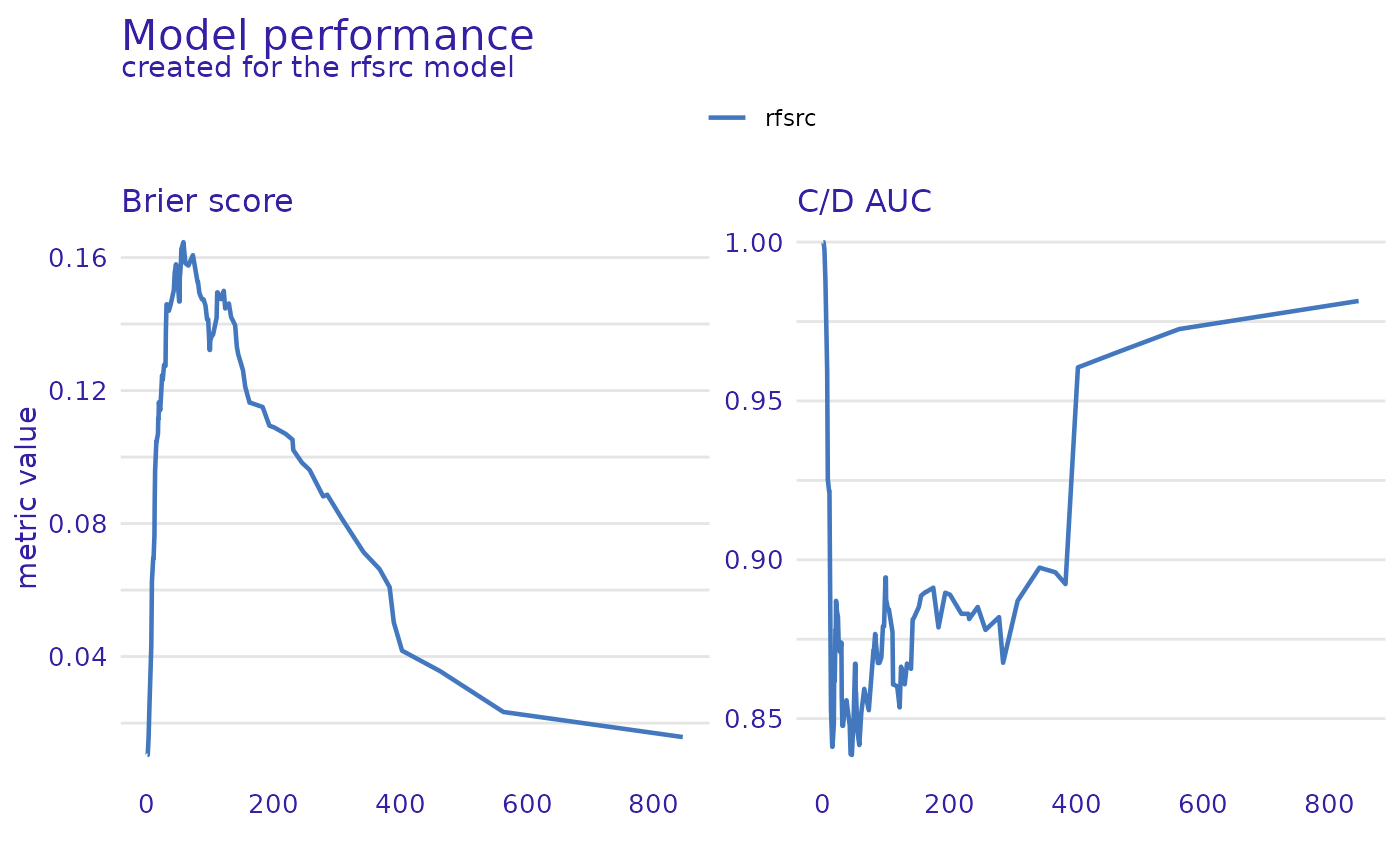 Model performance
created for the rfsrc model
rfsrc
Brier score
metric value
0.16
0.12
0.08
0.04
0 200 400 600 800
C/D AUC
1.00
0.95
0.90
0.85
0 200 400 600 800